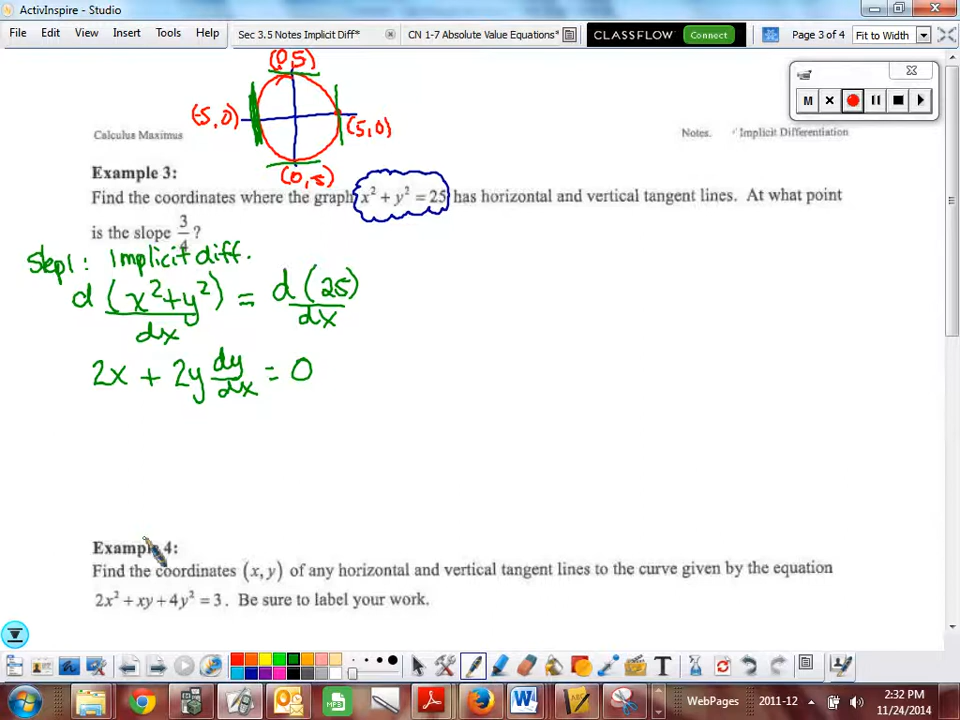 ActivInspire - Studio
File Edit View Insert Tools Help
Sec 3.5 Notes Implicit Diff*
CN 1-7 Absolute Value Equations*
CLASSFLOW Connect
Page 3 of 4
Fit to Width
M
(0,5)
(-5,0)
(5,0)
(0,-5)
Calculus Maximus
Notes. Implicit Differentiation
Example 3:
Find the coordinates where the graph x² + y² = 25 has horizontal and vertical tangent lines. At what point
is the slope 3/4?
Step 1: Implicit diff.
d(x²+y²)/dx = d(25)/dx
2x + 2y dy/dx = 0
Example 4:
Find the coordinates (x, y) of any horizontal and vertical tangent lines to the curve given by the equation
2x² + xy + 4y² = 3. Be sure to label your work.
T
WebPages
2011-12
2:32 PM
11/24/2014